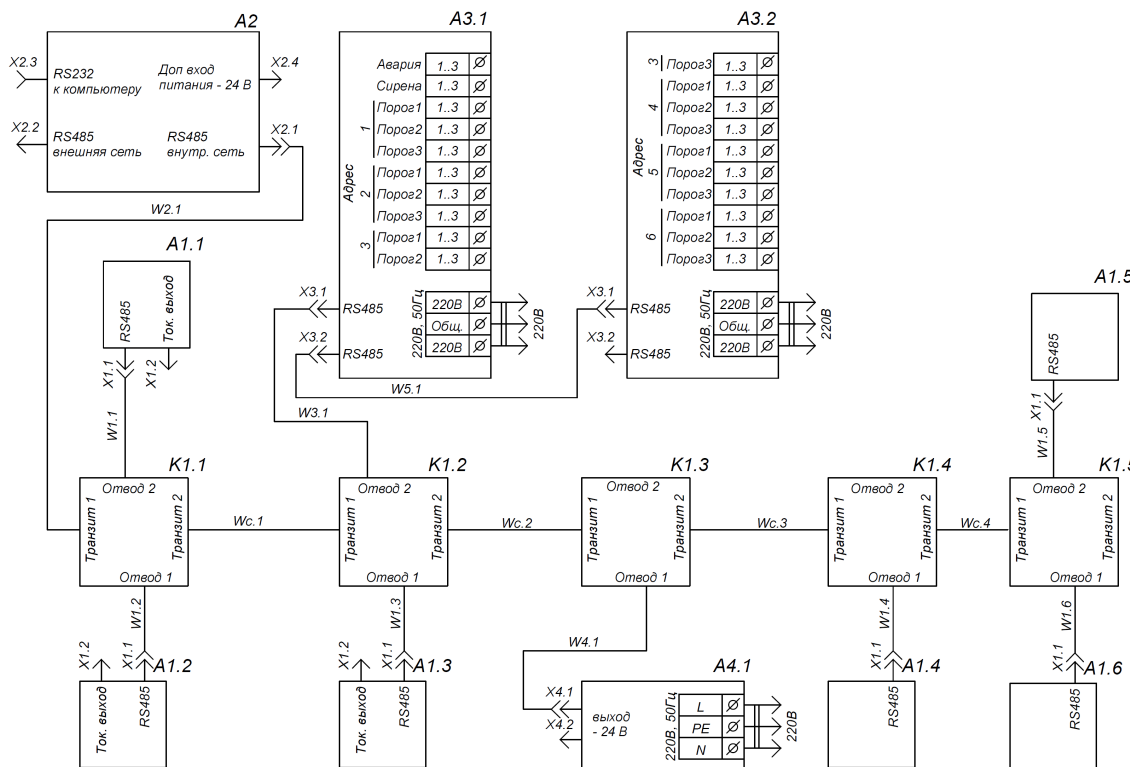 A2
X2.3
RS232
к компьютеру
Доп вход
питания - 24 В
X2.4
X2.2
RS485
внешняя сеть
RS485
внутр. сеть
X2.1
W2.1
A3.1
Авария 1..3
Сирена 1..3
Адрес
1
Порог1 1..3
Порог2 1..3
Порог3 1..3
2
Порог1 1..3
Порог2 1..3
Порог3 1..3
3
Порог1 1..3
Порог2 1..3
X3.1
RS485
X3.2
RS485
220В, 50Гц
220В
Общ.
220В
220В
A3.2
3
Порог3 1..3
Адрес
4
Порог1 1..3
Порог2 1..3
Порог3 1..3
5
Порог1 1..3
Порог2 1..3
Порог3 1..3
6
Порог1 1..3
Порог2 1..3
Порог3 1..3
X3.1
RS485
X3.2
RS485
220В, 50Гц
220В
Общ.
220В
220В
W5.1
W3.1
A1.1
RS485
Ток. выход
X1.1
X1.2
W1.1
A1.5
RS485
X1.1
W1.5
K1.1
Отвод 2
Транзит 1
Транзит 2
Отвод 1
Wc.1
K1.2
Отвод 2
Транзит 1
Транзит 2
Отвод 1
Wc.2
K1.3
Отвод 2
Транзит 1
Транзит 2
Отвод 1
Wc.3
K1.4
Отвод 2
Транзит 1
Транзит 2
Отвод 1
Wc.4
K1.5
Отвод 2
Транзит 1
Транзит 2
Отвод 1
W1.2
X1.2
X1.1
A1.2
Ток. выход
RS485
W1.3
X1.2
X1.1
A1.3
Ток. выход
RS485
W4.1
A4.1
X4.1
X4.2
выход
- 24 В
220В, 50Гц
L
PE
N
220В
W1.4
X1.1
A1.4
RS485
W1.6
X1.1
A1.6
RS485